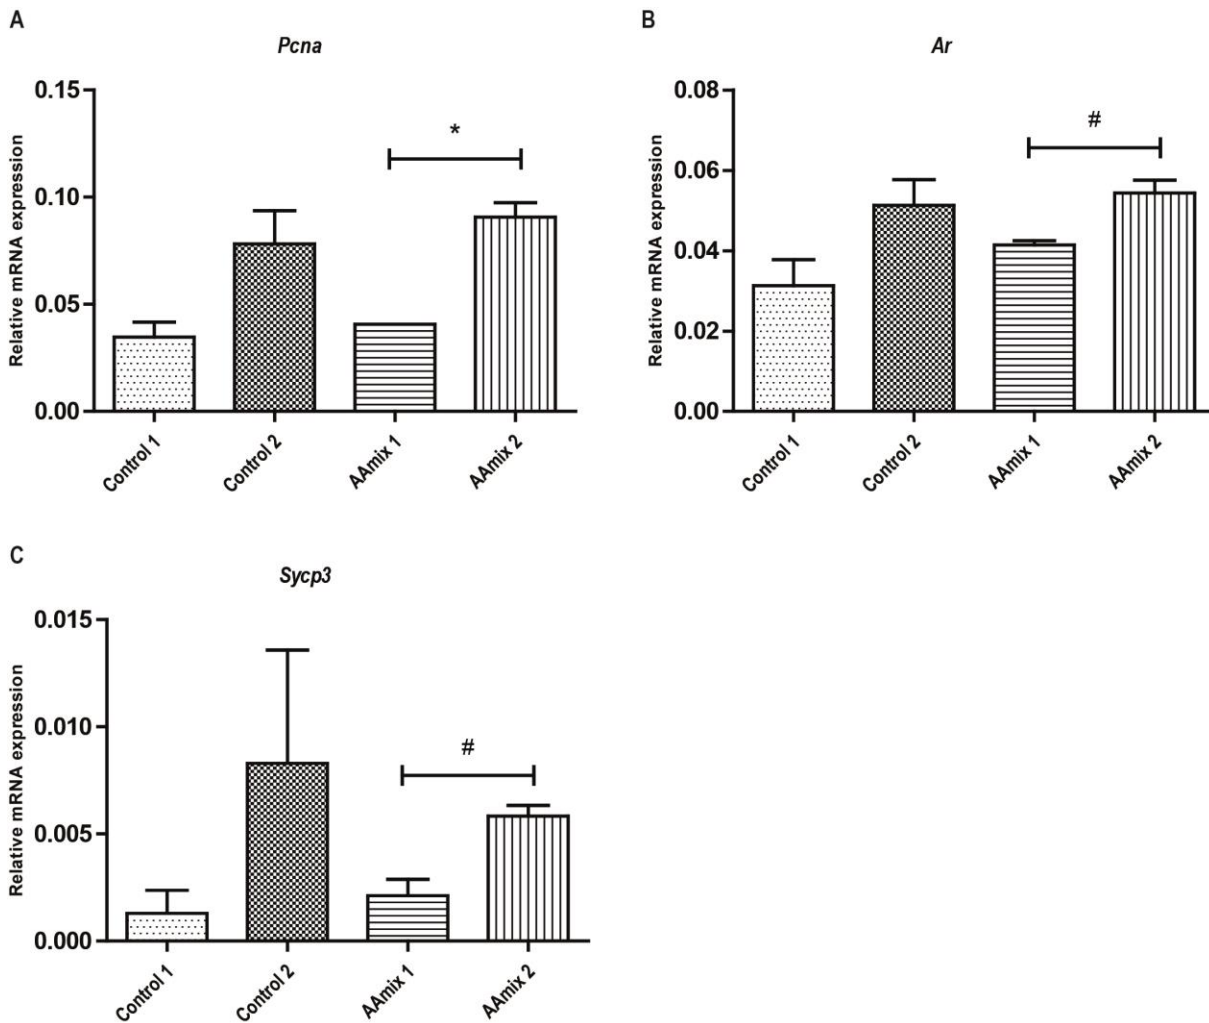 A
Pcna
Relative mRNA expression
0.15
0.10
0.05
0.00
*
Control 1
Control 2
AAmix 1
AAmix 2
B
Ar
Relative mRNA expression
0.08
0.06
0.04
0.02
0.00
#
Control 1
Control 2
AAmix 1
AAmix 2
C
Sycp3
Relative mRNA expression
0.015
0.010
0.005
0.000
#
Control 1
Control 2
AAmix 1
AAmix 2